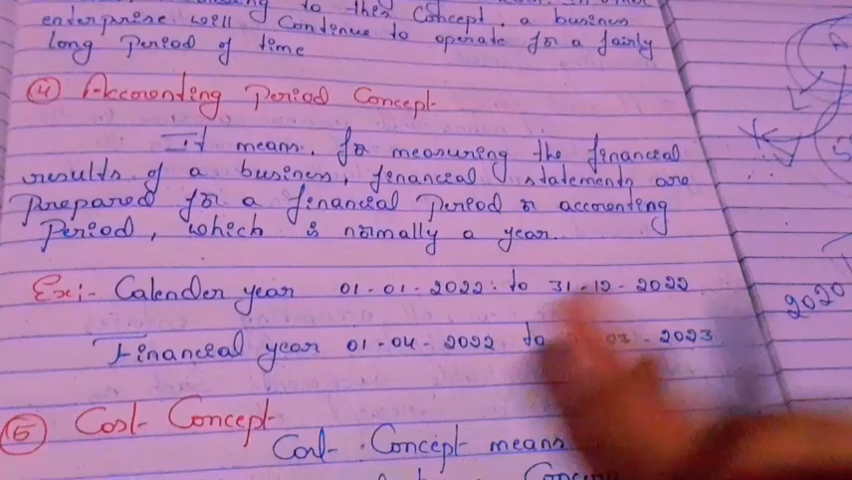 to this Concept, a business
enterprise will Continue to operate for a fairly
long Period of time
4 Accounting Period Concept
It means, for measuring the financial
results of a business, financial statements are
prepared for a financial Period or accounting
Period, which is normally a year.
Ex:- Calender year 01-01-2022 to 31-12-2022
Financial year 01-04-2022 to 03-2023
2020
5 Cost Concept
Cost Concept means